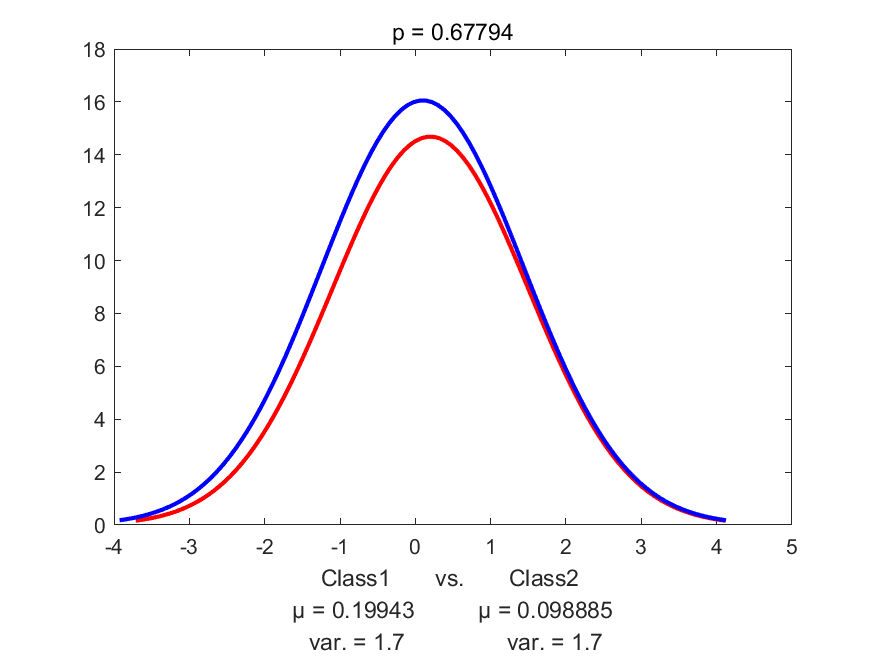 p = 0.67794
18
16
14
12
10
8
6
4
2
0
-4 -3 -2 -1 0 1 2 3 4 5
Class1 vs. Class2
μ = 0.19943 μ = 0.098885
var. = 1.7 var. = 1.7